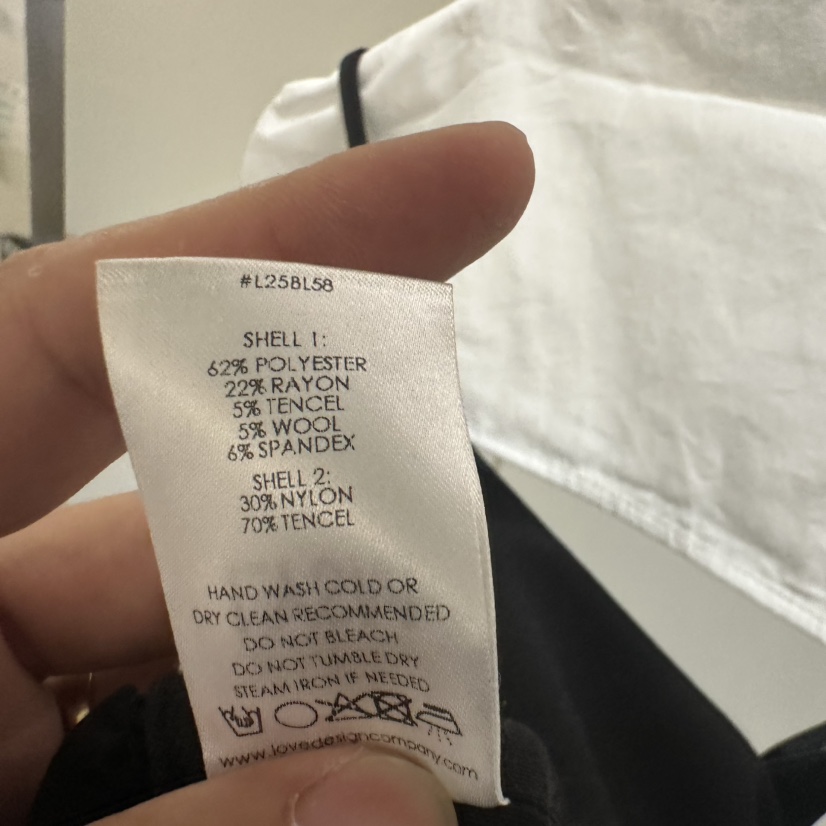 #L25BL58
SHELL 1:
62% POLYESTER
22% RAYON
5% TENCEL
5% WOOL
6% SPANDEX
SHELL 2:
30% NYLON
70% TENCEL
HAND WASH COLD OR
DRY CLEAN RECOMMENDED
DO NOT BLEACH
DO NOT TUMBLE DRY
STEAM IRON IF NEEDED
www.lovedesigncompany.com